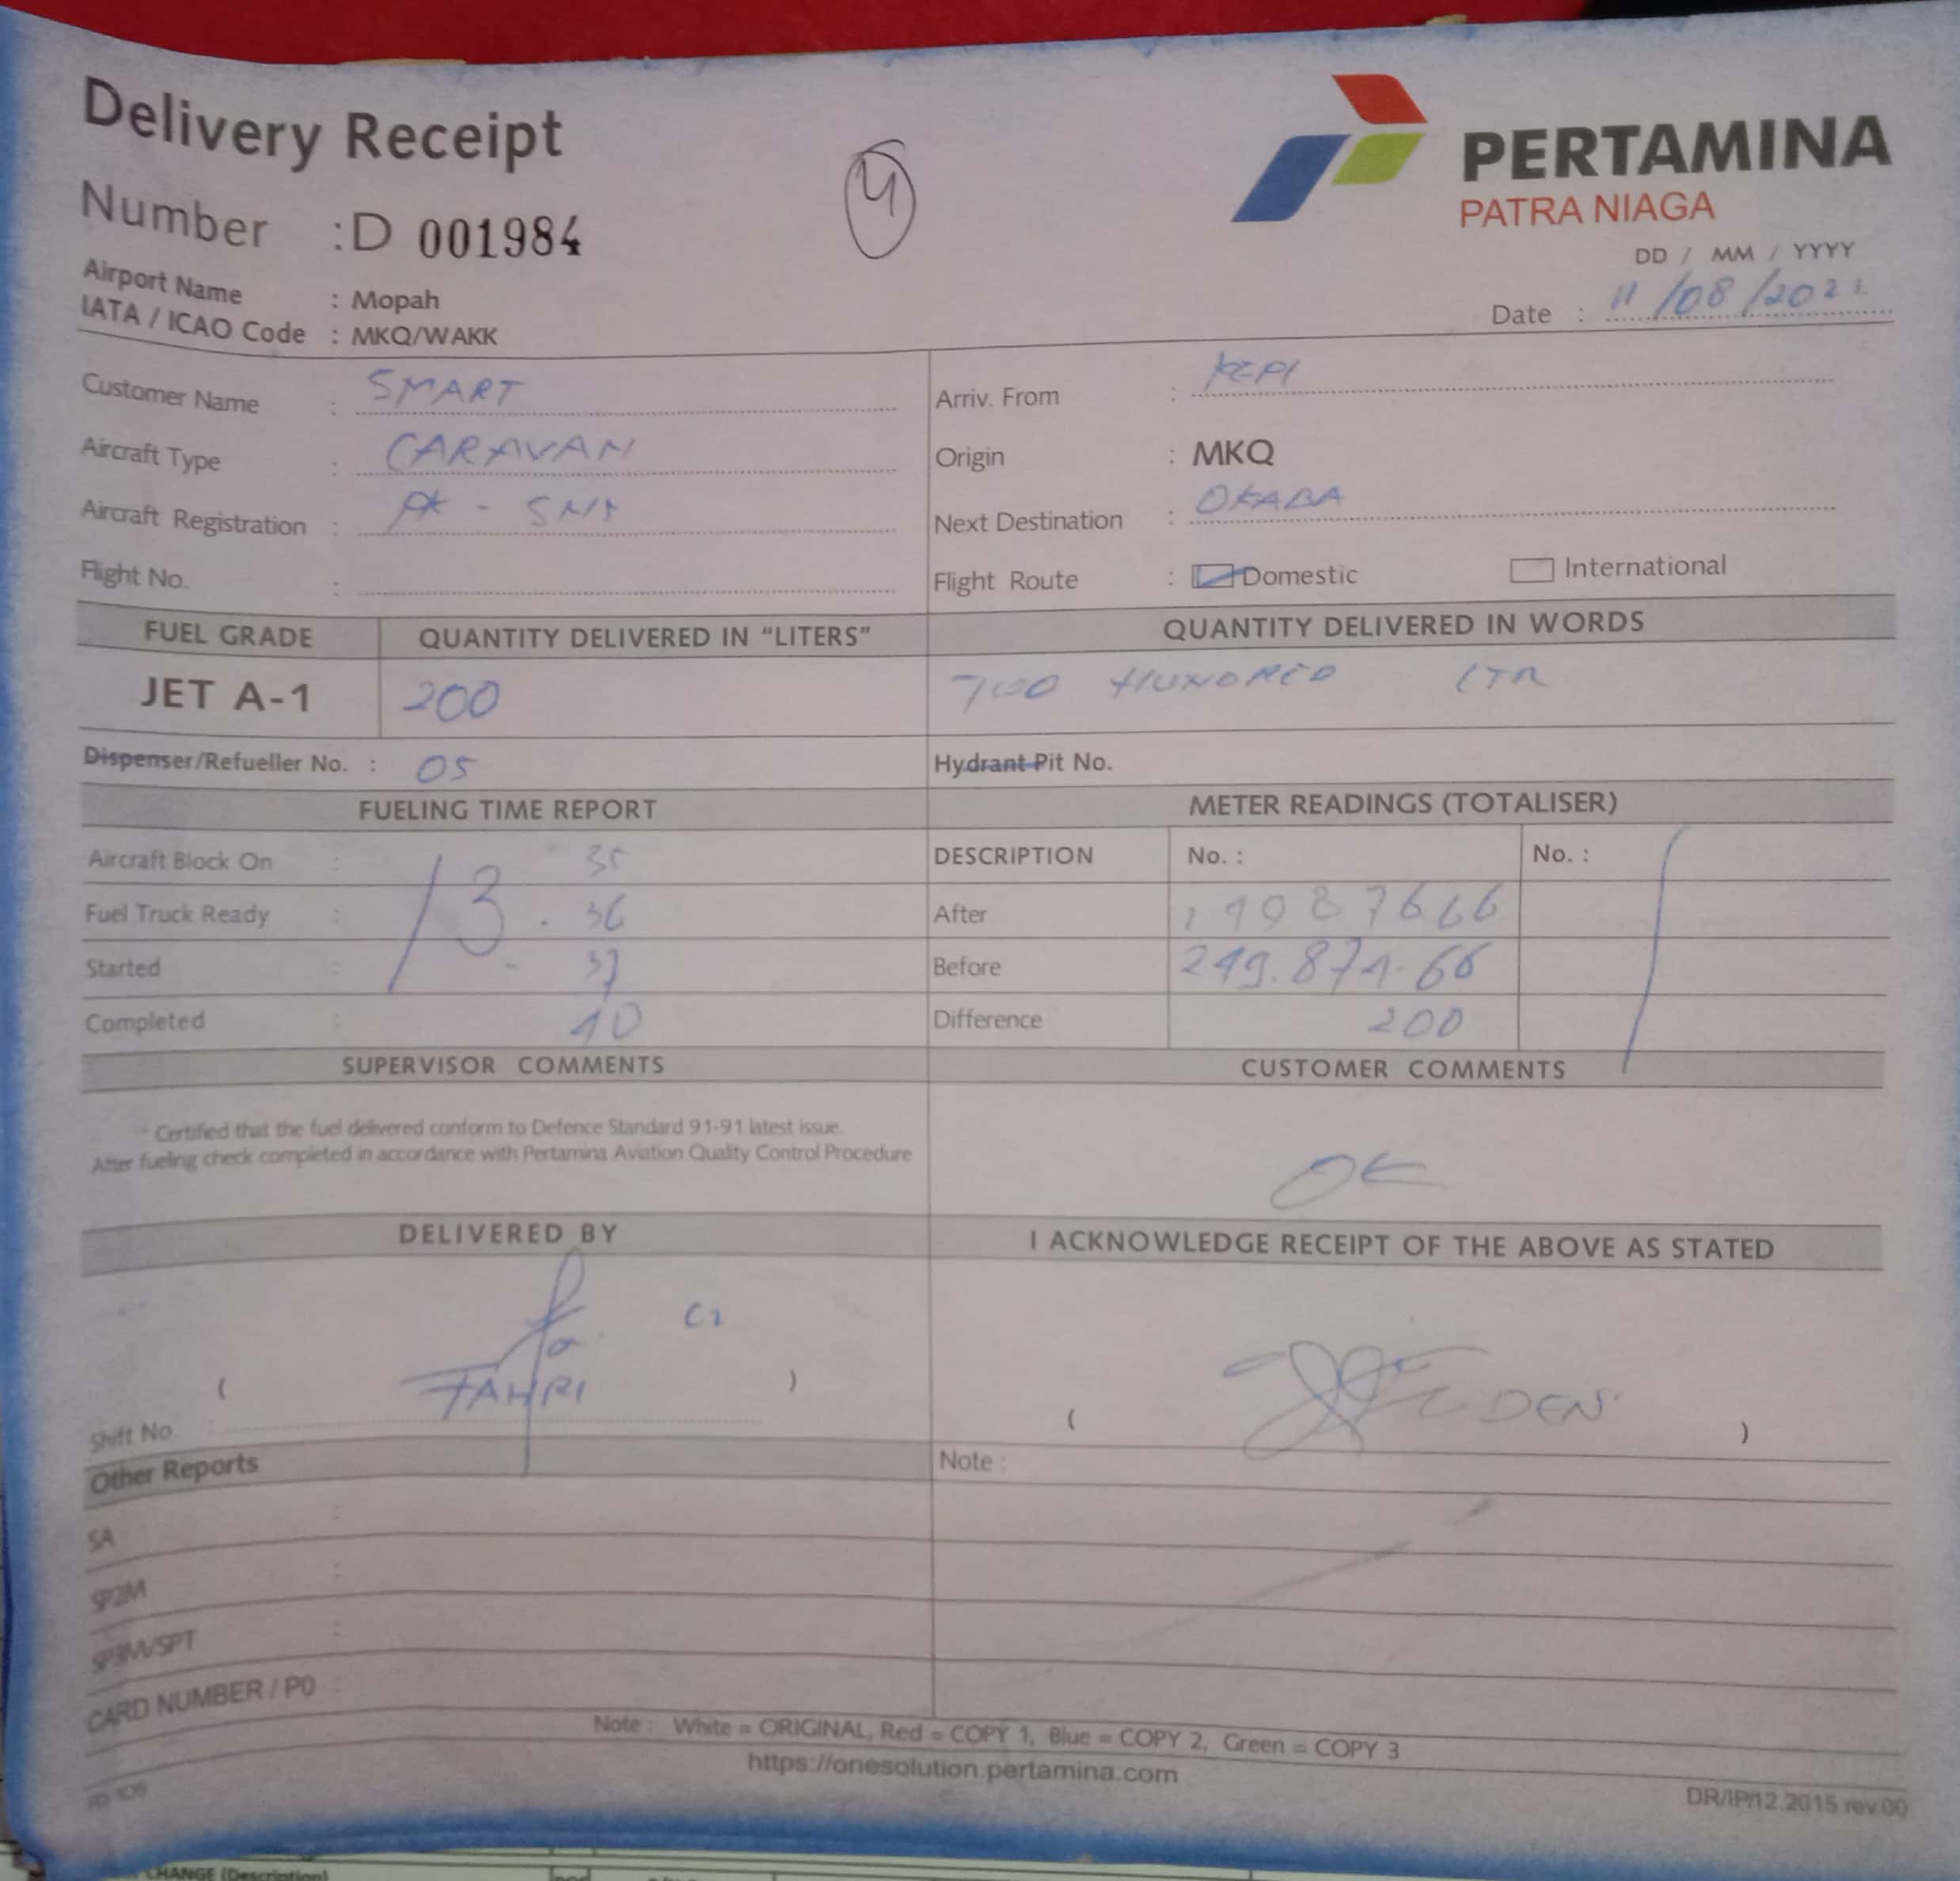 Delivery Receipt
4
PERTAMINA
PATRA NIAGA
Number : D 001984
DD / MM / YYYY
Date : 11/08/2021
Airport Name : Mopah
IATA / ICAO Code : MKQ/WAKK
Customer Name : SMART
Arriv. From : KEPI
Aircraft Type : CARAVAN
Origin : MKQ
Aircraft Registration : PK -
Next Destination : OKABA
Flight No. :
Flight Route : Domestic International
FUEL GRADE QUANTITY DELIVERED IN "LITERS" QUANTITY DELIVERED IN WORDS
JET A-1 200 HUNDRED LTR
Dispenser/Refueller No. : 05 Hydrant Pit No.
FUELING TIME REPORT METER READINGS (TOTALISER)
Aircraft Block On : 35 DESCRIPTION No. : No. :
Fuel Truck Ready : 13 . 36 After
Started : 37 Before
Completed : 40 Difference 200
SUPERVISOR COMMENTS CUSTOMER COMMENTS
Certified that the fuel delivered conform to Defence Standard 91-91 latest issue.
After fueling check completed in accordance with Pertamina Aviation Quality Control Procedure
OK
DELIVERED BY I ACKNOWLEDGE RECEIPT OF THE ABOVE AS STATED
( FAHRI )
( DEN )
Shift No :
Other Reports Note :
SA :
SP2M :
SP3M/SPT :
CARD NUMBER / PO :
Note : White = ORIGINAL, Red = COPY 1, Blue = COPY 2, Green = COPY 3
https://onesolution.pertamina.com
DR/IP/12.2015 rev.00
CHANGE (Description)